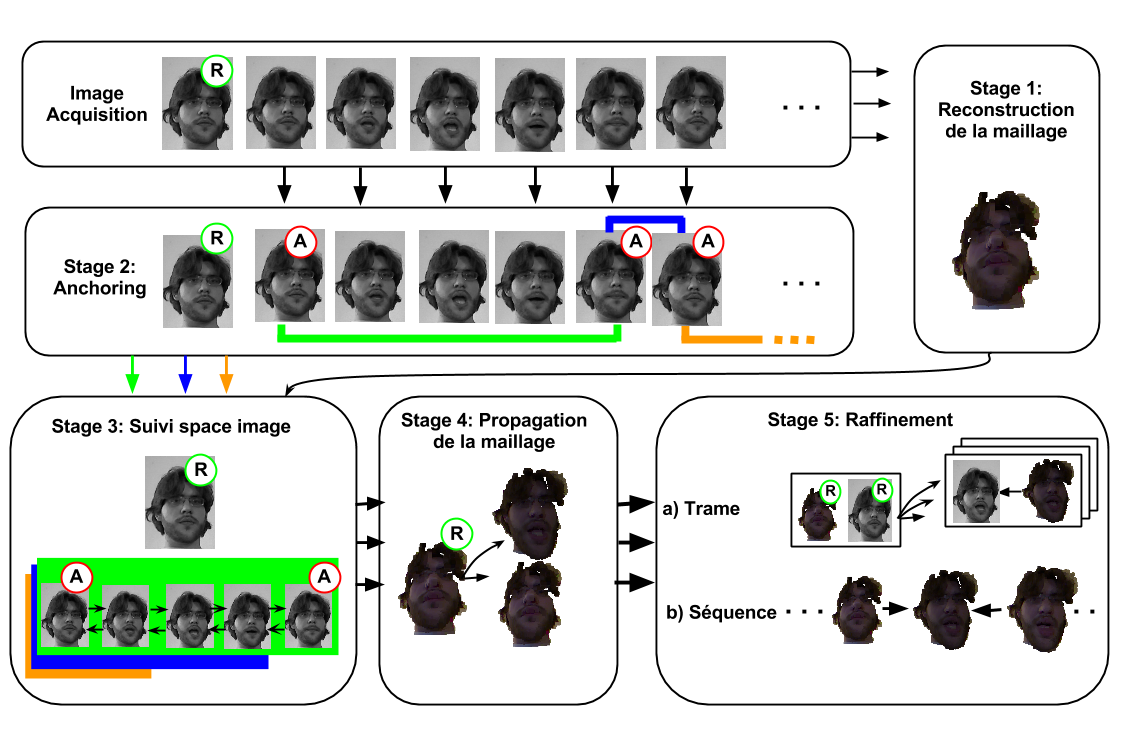 Image
Acquisition
R
. . .
Stage 1:
Reconstruction
de la maillage
Stage 2:
Anchoring
R
A
A
A
. . .
Stage 3: Suivi space image
R
A
A
Stage 4: Propagation
de la maillage
R
Stage 5: Raffinement
a) Trame
R
R
b) Séquence . . .
. .